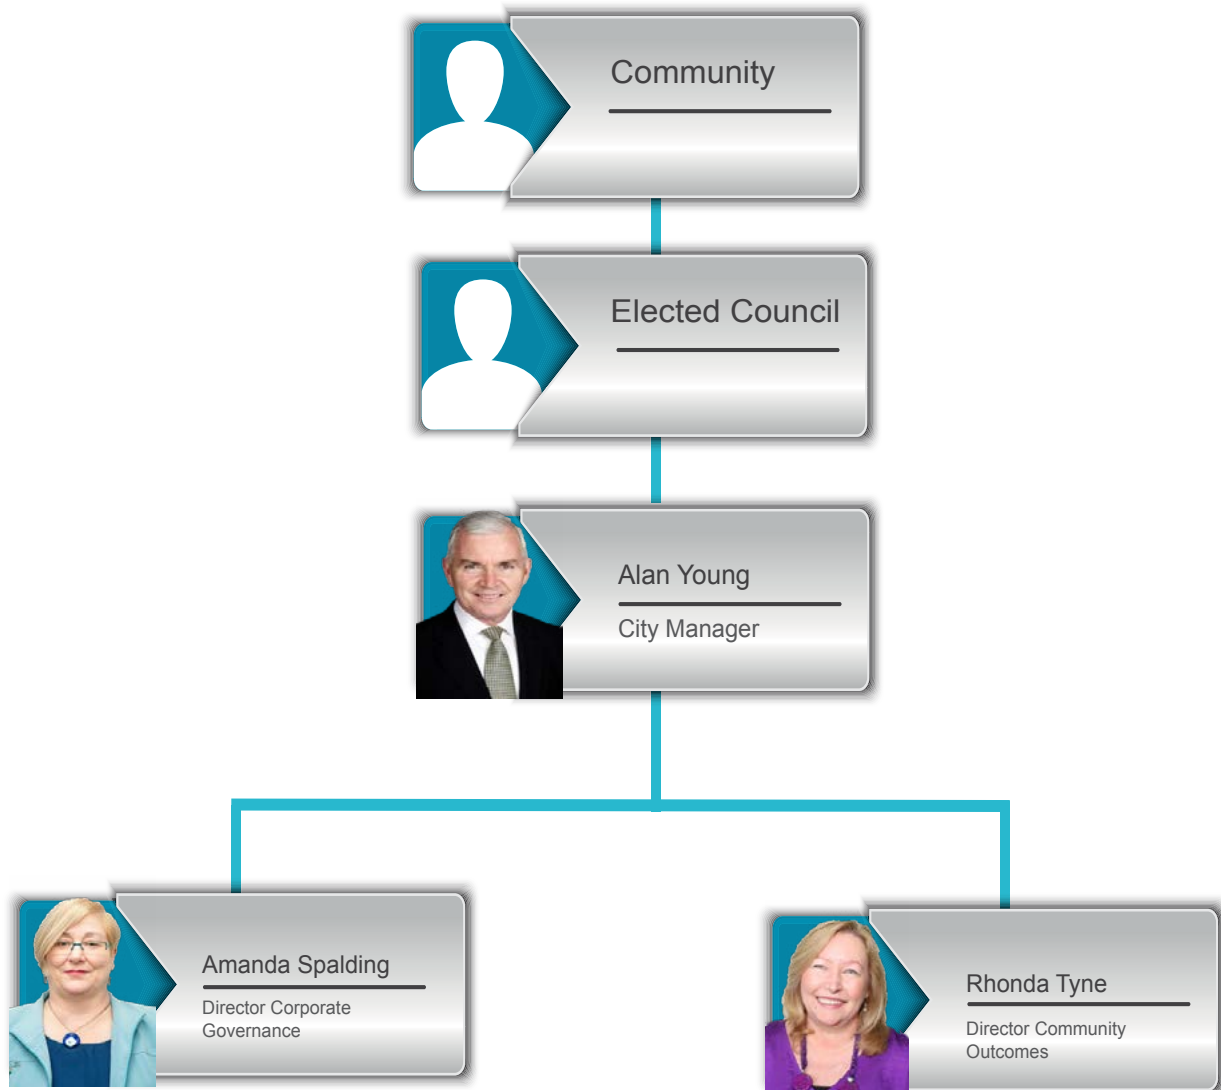 Community
Elected Council
Alan Young
City Manager
Amanda Spalding
Director Corporate
Governance
Rhonda Tyne
Director Community
Outcomes